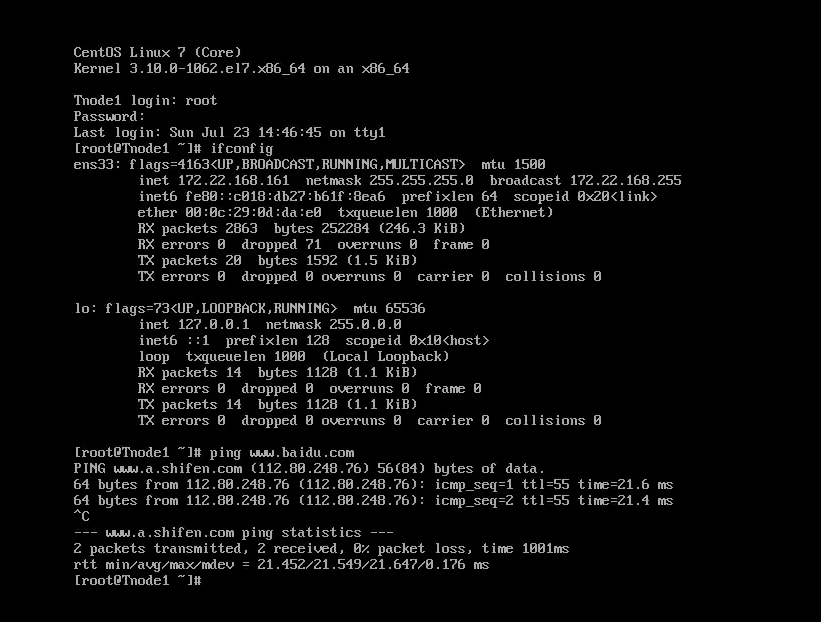 CentOS Linux 7 (Core)
Kernel 3.10.0-1062.el7.x86_64 on an x86_64
Tnode1 login: root
Password:
Last login: Sun Jul 23 14:46:45 on tty1
[root@Tnode1 ~]# ifconfig
ens33: flags=4163<UP,BROADCAST,RUNNING,MULTICAST>  mtu 1500
        inet 172.22.168.161  netmask 255.255.255.0  broadcast 172.22.168.255
        inet6 fe80::c018:db27:b61f:8ea6  prefixlen 64  scopeid 0x20<link>
        ether 00:0c:29:0d:da:e0  txqueuelen 1000  (Ethernet)
        RX packets 2863  bytes 252284 (246.3 KiB)
        RX errors 0  dropped 71  overruns 0  frame 0
        TX packets 20  bytes 1592 (1.5 KiB)
        TX errors 0  dropped 0 overruns 0  carrier 0  collisions 0
lo: flags=73<UP,LOOPBACK,RUNNING>  mtu 65536
        inet 127.0.0.1  netmask 255.0.0.0
        inet6 ::1  prefixlen 128  scopeid 0x10<host>
        loop  txqueuelen 1000  (Local Loopback)
        RX packets 14  bytes 1128 (1.1 KiB)
        RX errors 0  dropped 0  overruns 0  frame 0
        TX packets 14  bytes 1128 (1.1 KiB)
        TX errors 0  dropped 0 overruns 0  carrier 0  collisions 0
[root@Tnode1 ~]# ping www.baidu.com
PING www.a.shifen.com (112.80.248.76) 56(84) bytes of data.
64 bytes from 112.80.248.76 (112.80.248.76): icmp_seq=1 ttl=55 time=21.6 ms
64 bytes from 112.80.248.76 (112.80.248.76): icmp_seq=2 ttl=55 time=21.4 ms
^C
--- www.a.shifen.com ping statistics ---
2 packets transmitted, 2 received, 0% packet loss, time 1001ms
rtt min/avg/max/mdev = 21.452/21.549/21.647/0.176 ms
[root@Tnode1 ~]#